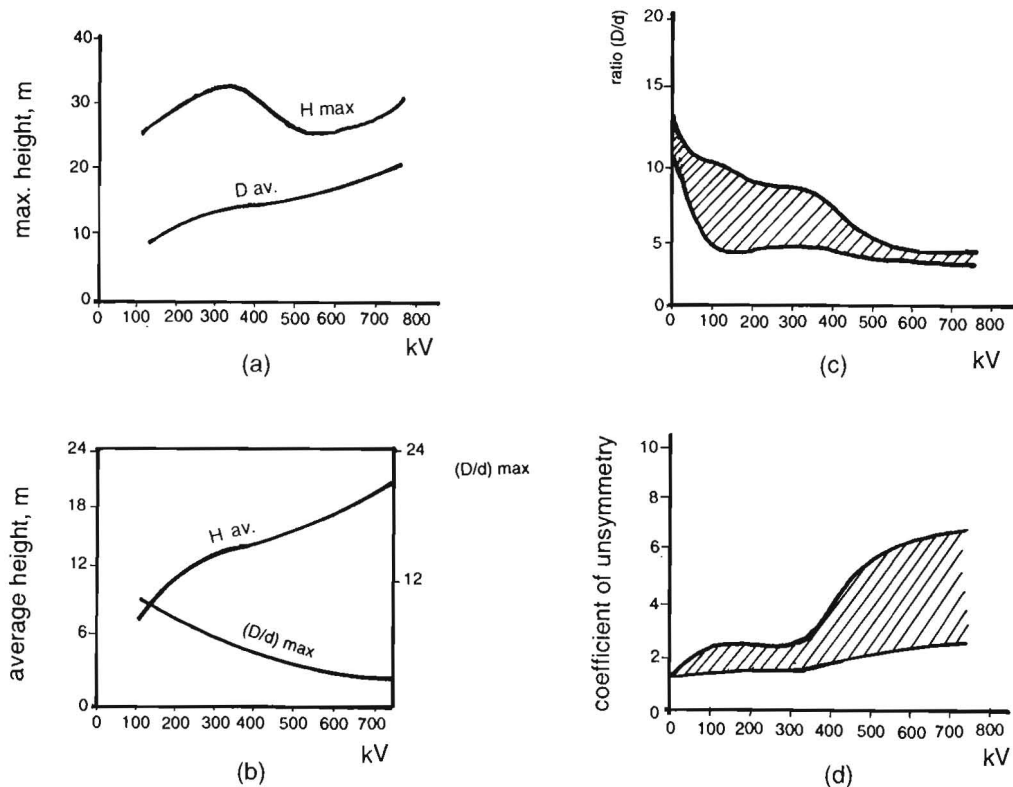 max. height, m
40
30
20
10
0
H max
D av.
0 100 200 300 400 500 600 700 800
kV
(a)
ratio (D/d)
20
15
10
5
0
0 100 200 300 400 500 600 700 800
kV
(c)
average height, m
24
18
12
6
0
H av.
(D/d) max
24
12
(D/d) max
0 100 200 300 400 500 600 700
kV
(b)
coefficient of unsymmetry
10
8
6
4
2
0
0 100 200 300 400 500 600 700 800
kV
(d)